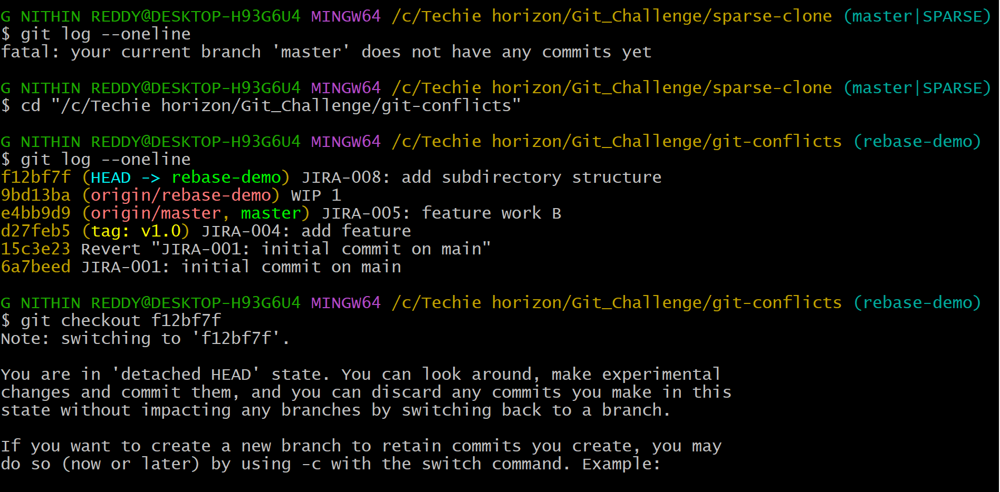 G NITHIN REDDY@DESKTOP-H93G6U4 MINGW64 /c/Techie horizon/Git_Challenge/sparse-clone (master|SPARSE)
$ git log --oneline
fatal: your current branch 'master' does not have any commits yet
G NITHIN REDDY@DESKTOP-H93G6U4 MINGW64 /c/Techie horizon/Git_Challenge/sparse-clone (master|SPARSE)
$ cd "/c/Techie horizon/Git_Challenge/git-conflicts"
G NITHIN REDDY@DESKTOP-H93G6U4 MINGW64 /c/Techie horizon/Git_Challenge/git-conflicts (rebase-demo)
$ git log --oneline
f12bf7f (HEAD -> rebase-demo) JIRA-008: add subdirectory structure
9bd13ba (origin/rebase-demo) WIP 1
e4bb9d9 (origin/master, master) JIRA-005: feature work B
d27feb5 (tag: v1.0) JIRA-004: add feature
15c3e23 Revert "JIRA-001: initial commit on main"
6a7beed JIRA-001: initial commit on main
G NITHIN REDDY@DESKTOP-H93G6U4 MINGW64 /c/Techie horizon/Git_Challenge/git-conflicts (rebase-demo)
$ git checkout f12bf7f
Note: switching to 'f12bf7f'.
You are in 'detached HEAD' state. You can look around, make experimental
changes and commit them, and you can discard any commits you make in this
state without impacting any branches by switching back to a branch.
If you want to create a new branch to retain commits you create, you may
do so (now or later) by using -c with the switch command. Example: